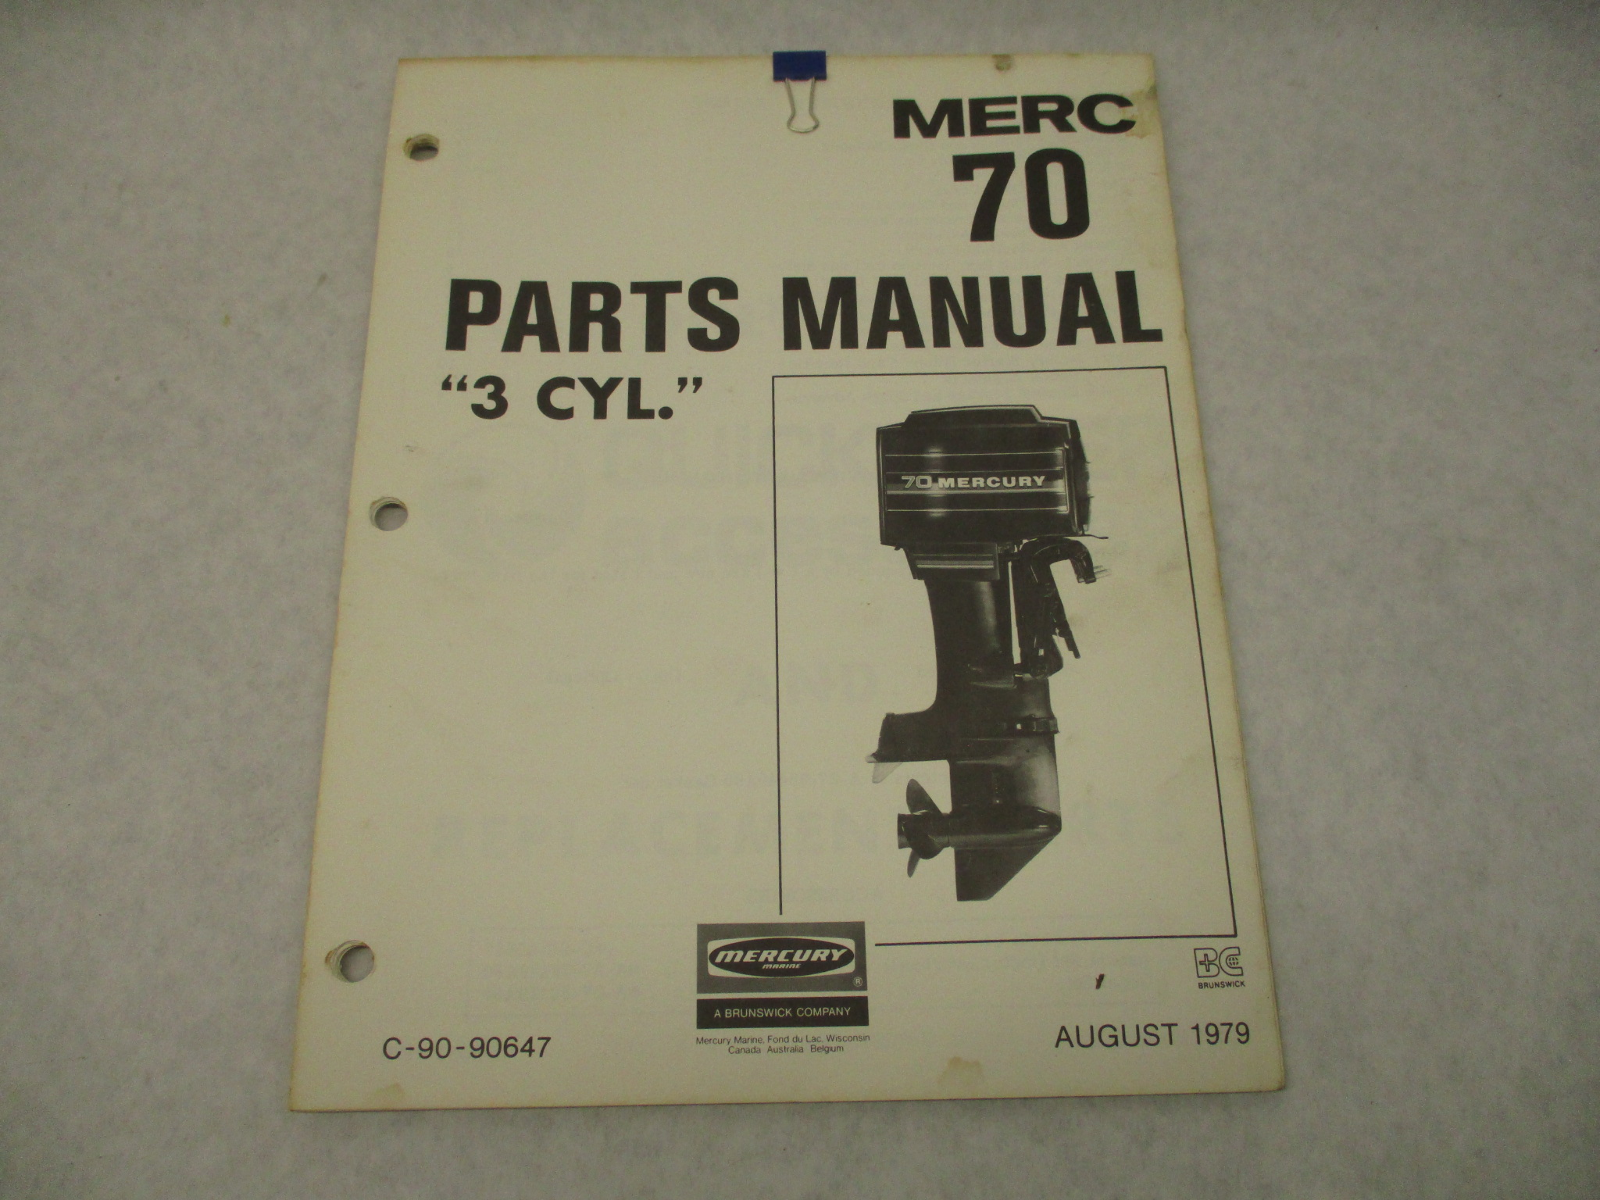 MERC
70
PARTS MANUAL
“3 CYL.”
70 MERCURY
MERCURY
MARINE
®
A BRUNSWICK COMPANY
Mercury Marine, Fond du Lac, Wisconsin
Canada Australia Belgium
BC
BRUNSWICK
C-90-90647
AUGUST 1979